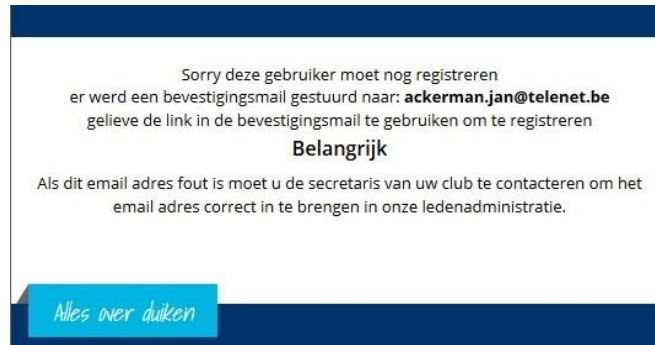 Sorry deze gebruiker moet nog registreren
er werd een bevestigingsmail gestuurd naar: ackerman.jan@telenet.be
gelieve de link in de bevestigingsmail te gebruiken om te registreren
Belangrijk
Als dit email adres fout is moet u de secretaris van uw club te contacteren om het
email adres correct in te brengen in onze ledenadministratie.
Alles over duiken